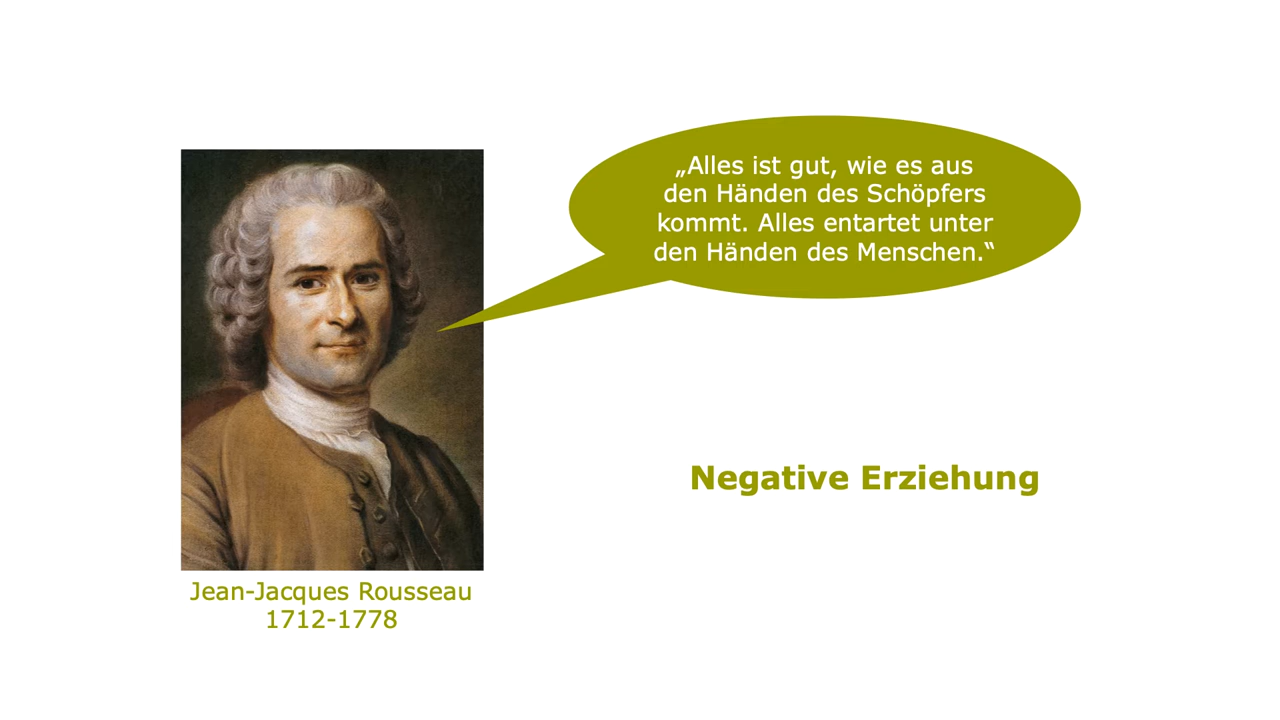 „Alles ist gut, wie es aus
den Händen des Schöpfers
kommt. Alles entartet unter
den Händen des Menschen.“
Negative Erziehung
Jean-Jacques Rousseau
1712-1778